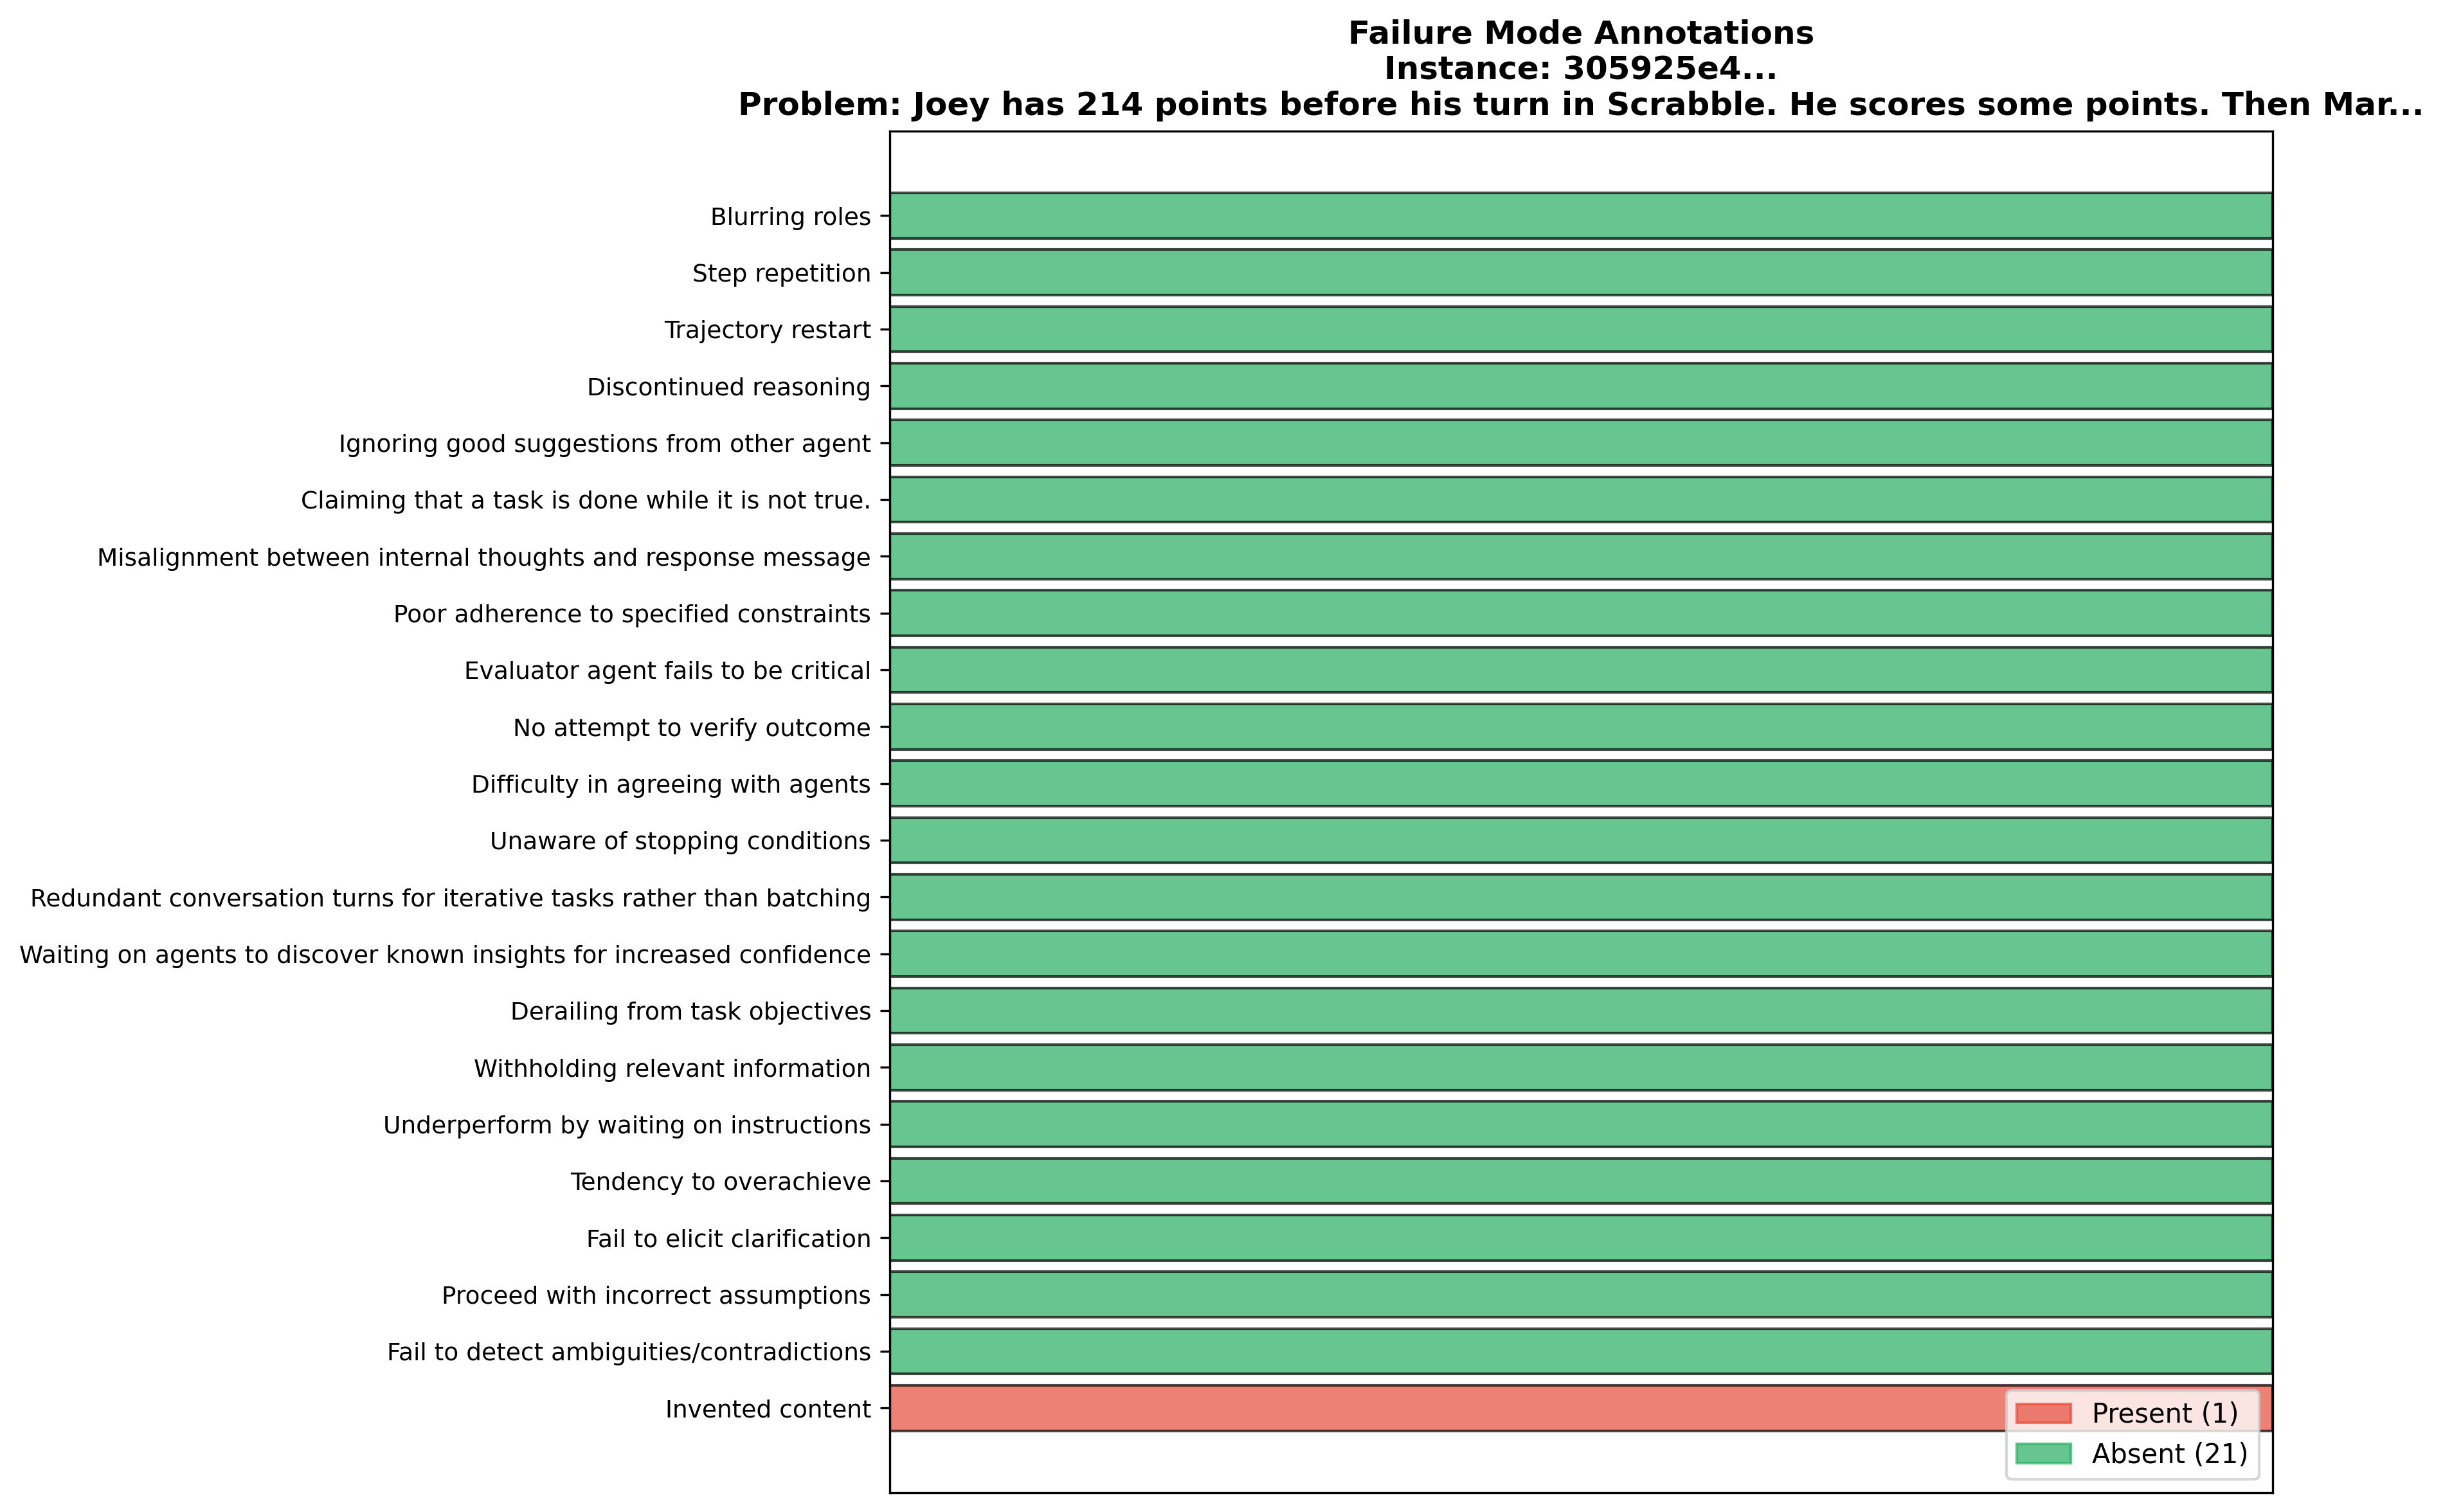 Failure Mode Annotations
Instance: 305925e4...
Problem: Joey has 214 points before his turn in Scrabble. He scores some points. Then Mar...
Blurring roles
Step repetition
Trajectory restart
Discontinued reasoning
Ignoring good suggestions from other agent
Claiming that a task is done while it is not true.
Misalignment between internal thoughts and response message
Poor adherence to specified constraints
Evaluator agent fails to be critical
No attempt to verify outcome
Difficulty in agreeing with agents
Unaware of stopping conditions
Redundant conversation turns for iterative tasks rather than batching
Waiting on agents to discover known insights for increased confidence
Derailing from task objectives
Withholding relevant information
Underperform by waiting on instructions
Tendency to overachieve
Fail to elicit clarification
Proceed with incorrect assumptions
Fail to detect ambiguities/contradictions
Invented content
Present (1)
Absent (21)